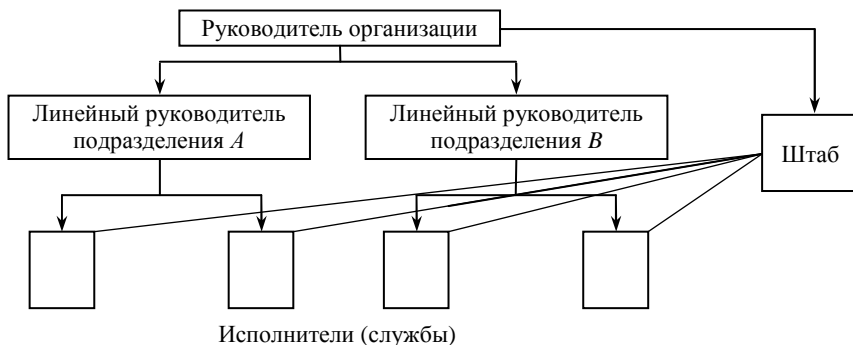 Руководитель организации
Линейный руководитель
подразделения A
Линейный руководитель
подразделения B
Штаб
Исполнители (службы)